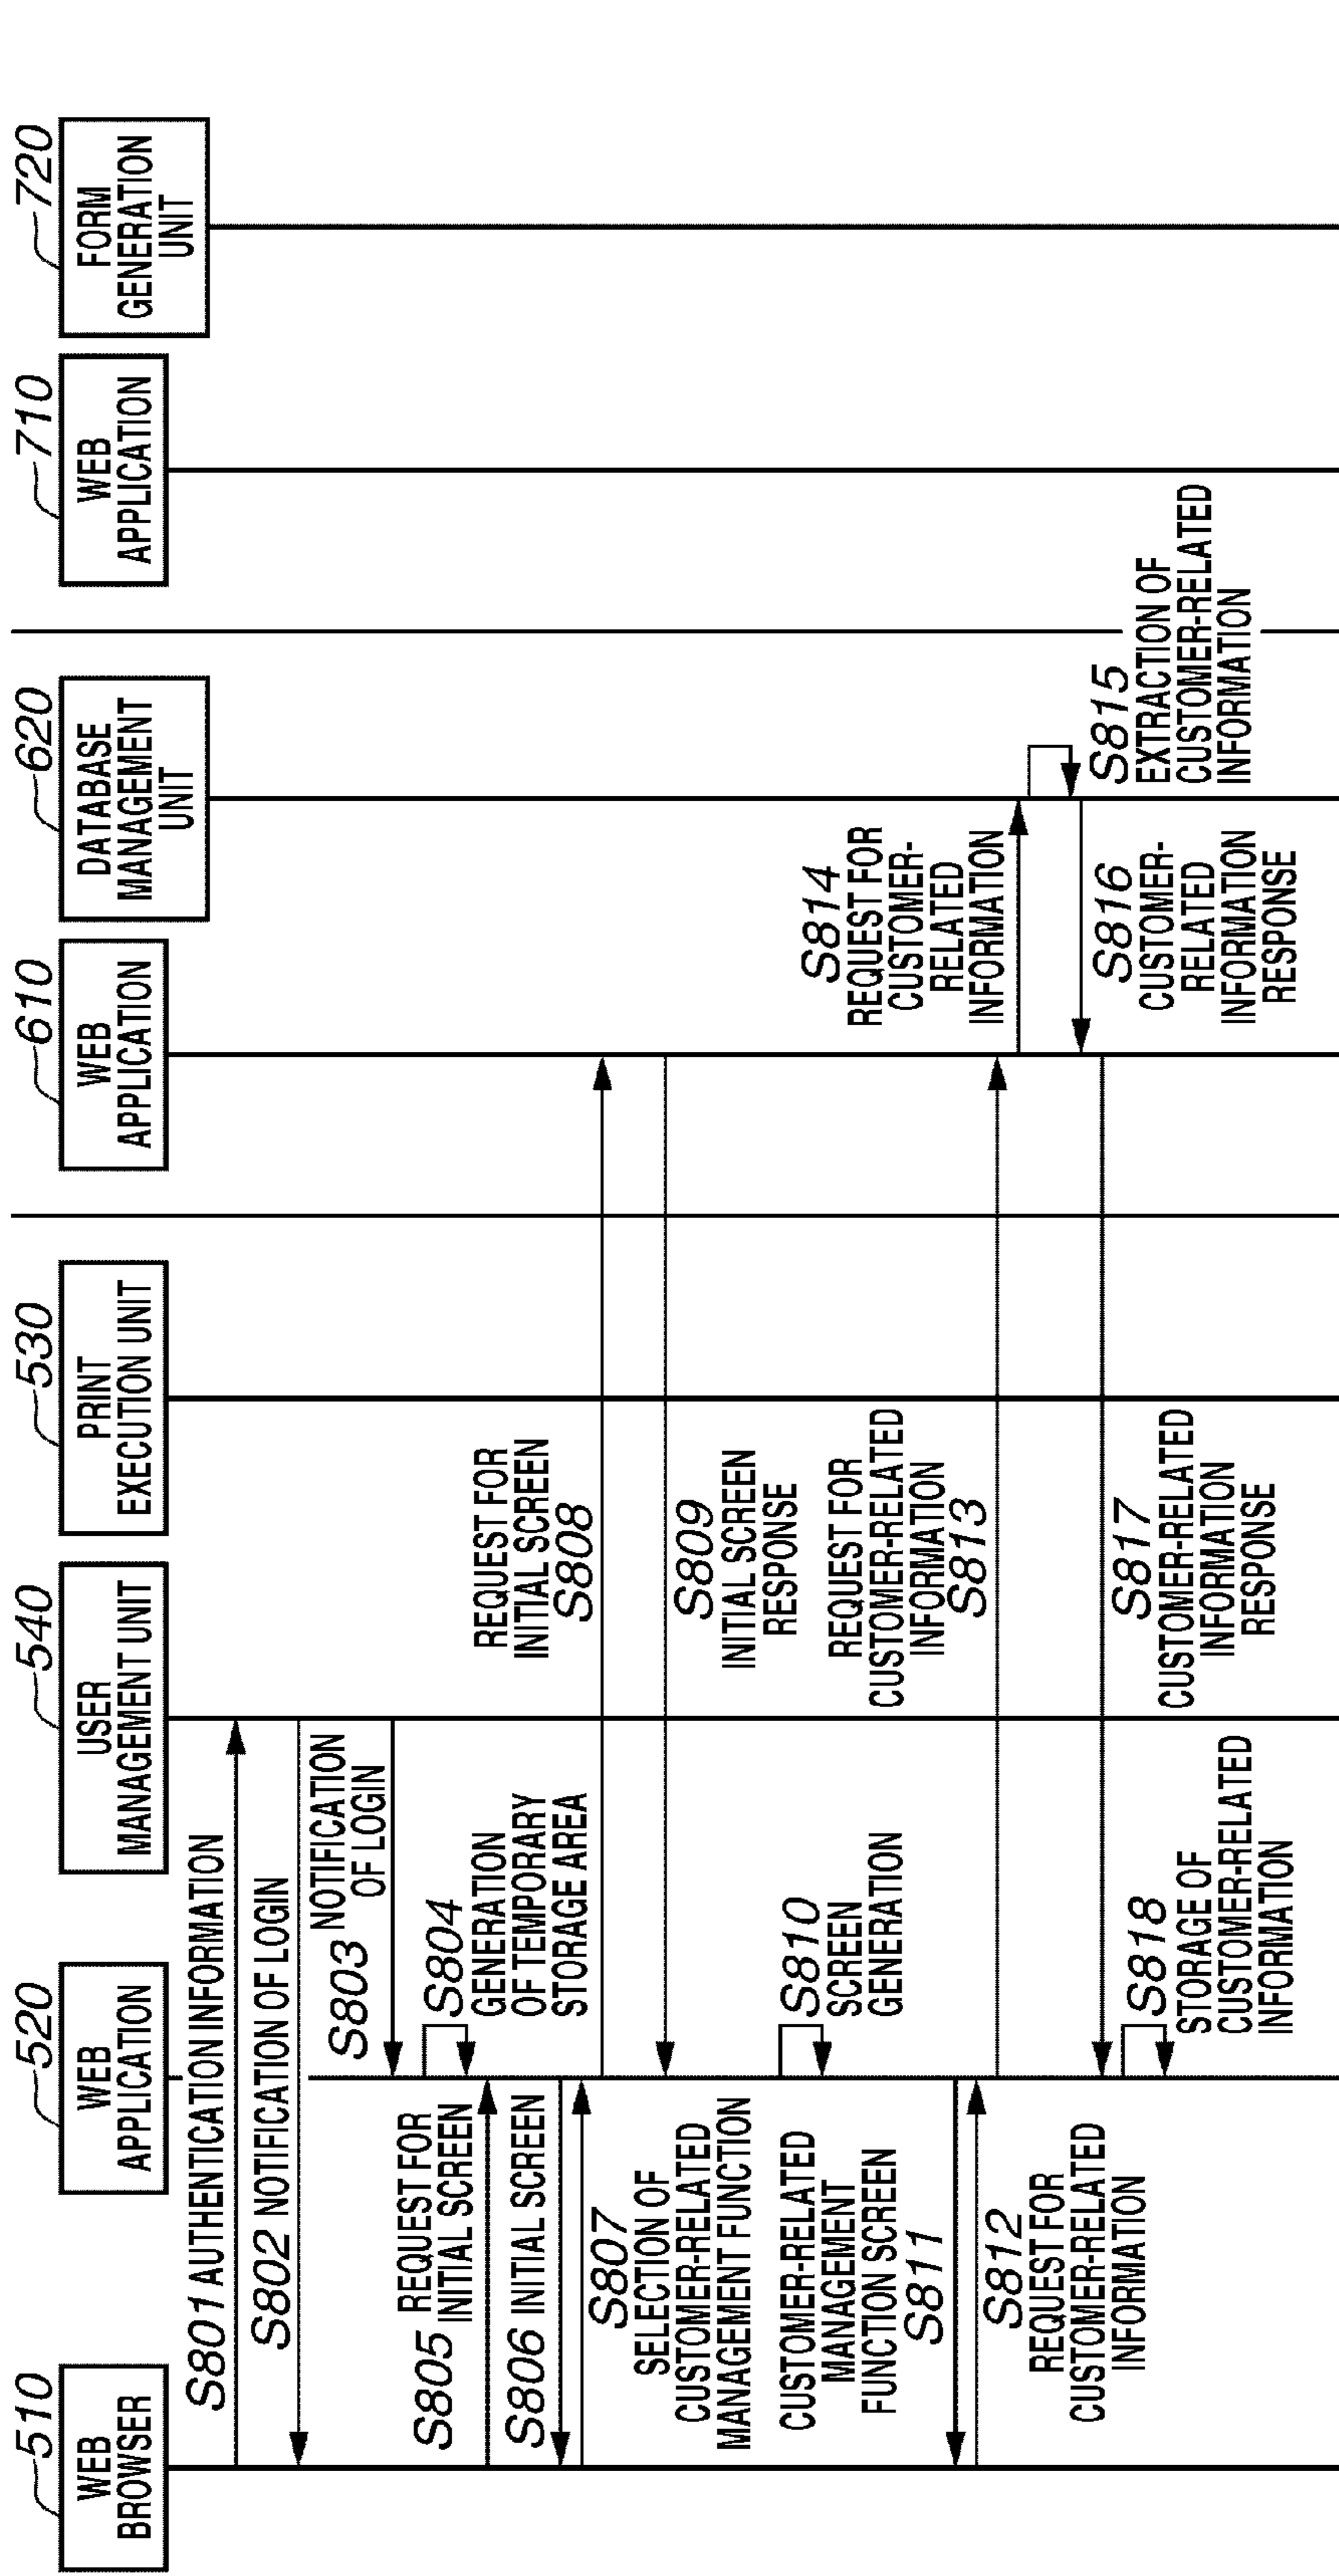 510
WEB
BROWSER
520
WEB
APPLICATION
540
USER
MANAGEMENT UNIT
530
PRINT
EXECUTION UNIT
610
WEB
APPLICATION
620
DATABASE
MANAGEMENT
UNIT
710
WEB
APPLICATION
720
FORM
GENERATION
UNIT
S801 AUTHENTICATION INFORMATION
S802 NOTIFICATION OF LOGIN
S803 NOTIFICATION
OF LOGIN
S804
GENERATION
OF TEMPORARY
STORAGE AREA
S805 REQUEST FOR
INITIAL SCREEN
S806 INITIAL SCREEN
S807
SELECTION OF
CUSTOMER-RELATED
MANAGEMENT FUNCTION
REQUEST FOR
INITIAL SCREEN
S808
S809
INITIAL SCREEN
RESPONSE
S810
SCREEN
GENERATION
CUSTOMER-RELATED
MANAGEMENT
FUNCTION SCREEN
S811
S812
REQUEST FOR
CUSTOMER-RELATED
INFORMATION
REQUEST FOR
CUSTOMER-RELATED
INFORMATION
S813
S814
REQUEST FOR
CUSTOMER-
RELATED
INFORMATION
S815
EXTRACTION OF
CUSTOMER-RELATED
INFORMATION
S816
CUSTOMER-
RELATED
INFORMATION
RESPONSE
S817
CUSTOMER-RELATED
INFORMATION
RESPONSE
S818
STORAGE OF
CUSTOMER-RELATED
INFORMATION